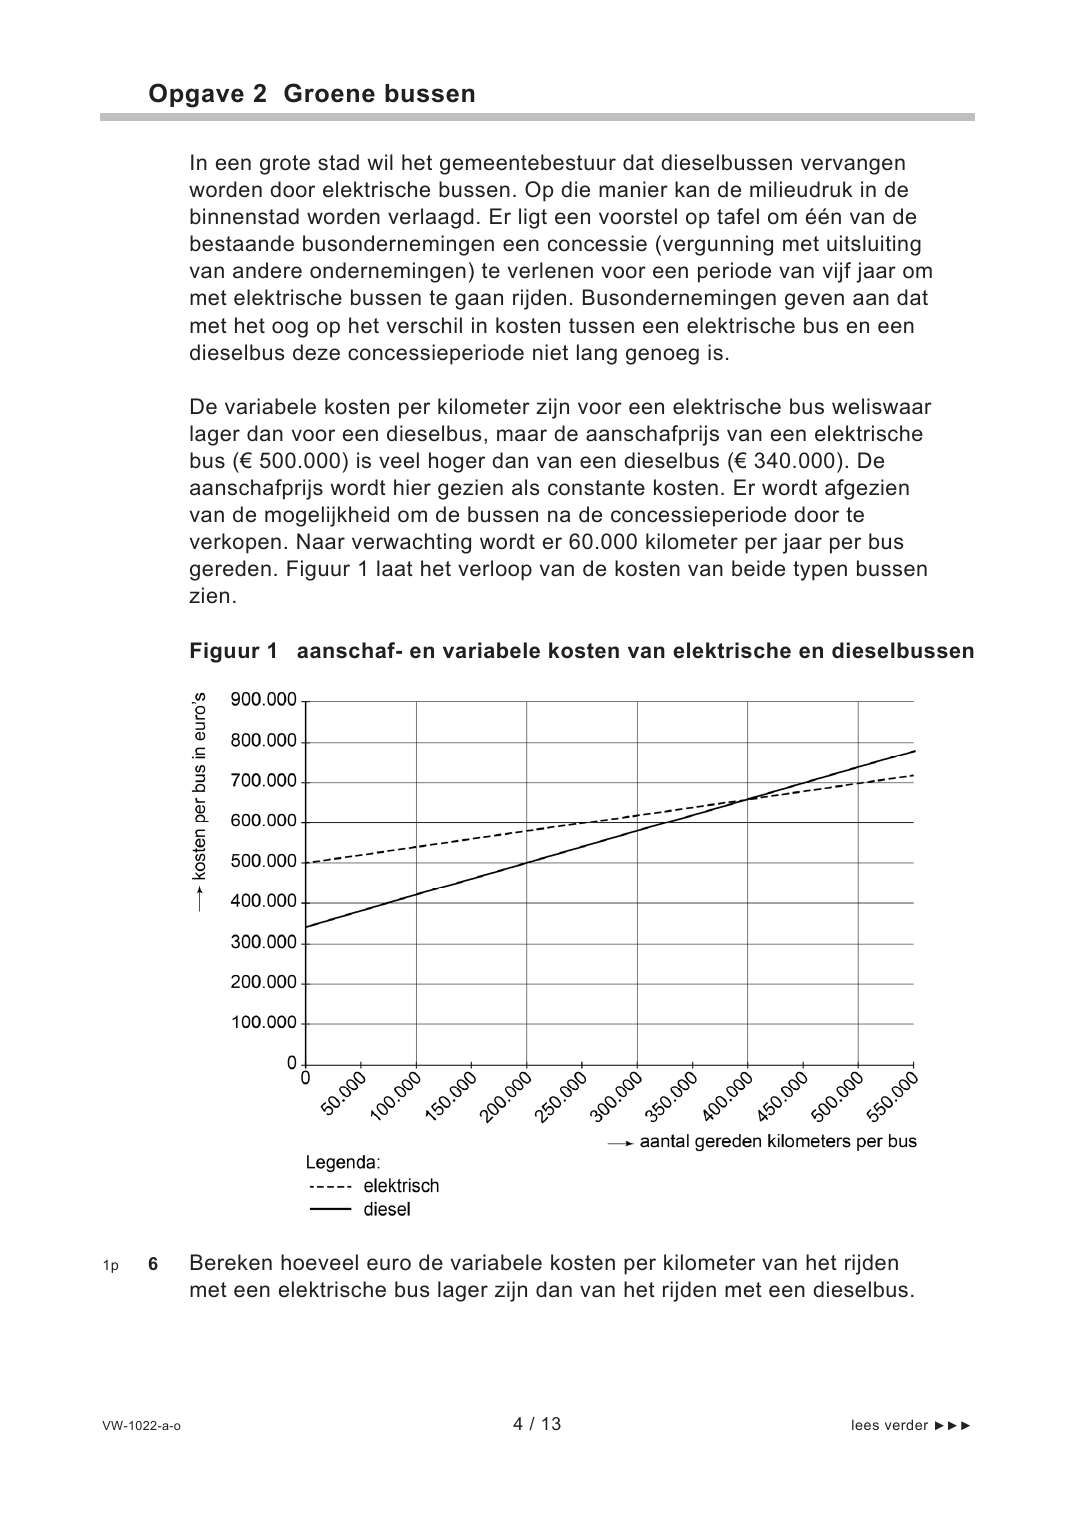 Opgave 2  Groene bussen
In een grote stad wil het gemeentebestuur dat dieselbussen vervangen
worden door elektrische bussen. Op die manier kan de milieudruk in de
binnenstad worden verlaagd. Er ligt een voorstel op tafel om één van de
bestaande busondernemingen een concessie (vergunning met uitsluiting
van andere ondernemingen) te verlenen voor een periode van vijf jaar om
met elektrische bussen te gaan rijden. Busondernemingen geven aan dat
met het oog op het verschil in kosten tussen een elektrische bus en een
dieselbus deze concessieperiode niet lang genoeg is.
De variabele kosten per kilometer zijn voor een elektrische bus weliswaar
lager dan voor een dieselbus, maar de aanschafprijs van een elektrische
bus (€ 500.000) is veel hoger dan van een dieselbus (€ 340.000). De
aanschafprijs wordt hier gezien als constante kosten. Er wordt afgezien
van de mogelijkheid om de bussen na de concessieperiode door te
verkopen. Naar verwachting wordt er 60.000 kilometer per jaar per bus
gereden. Figuur 1 laat het verloop van de kosten van beide typen bussen
zien.
Figuur 1  aanschaf- en variabele kosten van elektrische en dieselbussen
kosten per bus in euro's
900.000
800.000
700.000
600.000
500.000
400.000
300.000
200.000
100.000
0
0 50.000 100.000 150.000 200.000 250.000 300.000 350.000 400.000 450.000 500.000 550.000
aantal gereden kilometers per bus
Legenda:
elektrisch
diesel
1p 6 Bereken hoeveel euro de variabele kosten per kilometer van het rijden
met een elektrische bus lager zijn dan van het rijden met een dieselbus.
VW-1022-a-o 4 / 13 lees verder ►►►